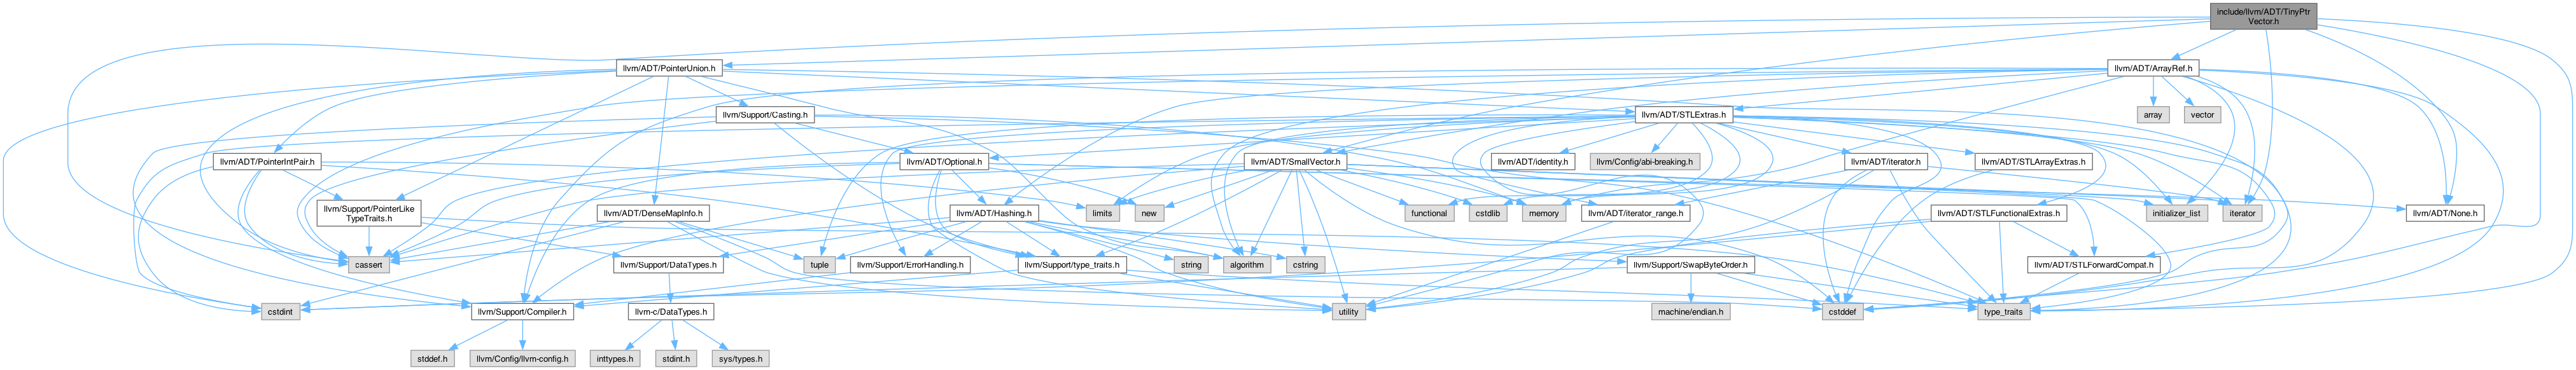 include/llvm/ADT/TinyPtr
Vector.h
llvm/ADT/PointerUnion.h
llvm/ADT/ArrayRef.h
llvm/Support/Casting.h
llvm/ADT/STLExtras.h
array
vector
llvm/ADT/PointerIntPair.h
llvm/ADT/Optional.h
llvm/ADT/SmallVector.h
llvm/ADT/identity.h
llvm/Config/abi-breaking.h
llvm/ADT/iterator.h
llvm/ADT/STLArrayExtras.h
llvm/Support/PointerLike
TypeTraits.h
llvm/ADT/DenseMapInfo.h
llvm/ADT/Hashing.h
limits
new
functional
cstdlib
memory
llvm/ADT/iterator_range.h
llvm/ADT/STLFunctionalExtras.h
initializer_list
iterator
llvm/ADT/None.h
cassert
llvm/Support/DataTypes.h
tuple
llvm/Support/ErrorHandling.h
llvm/Support/type_traits.h
string
algorithm
cstring
llvm/Support/SwapByteOrder.h
llvm/ADT/STLForwardCompat.h
cstdint
llvm/Support/Compiler.h
llvm-c/DataTypes.h
utility
machine/endian.h
cstddef
type_traits
stddef.h
llvm/Config/llvm-config.h
inttypes.h
stdint.h
sys/types.h